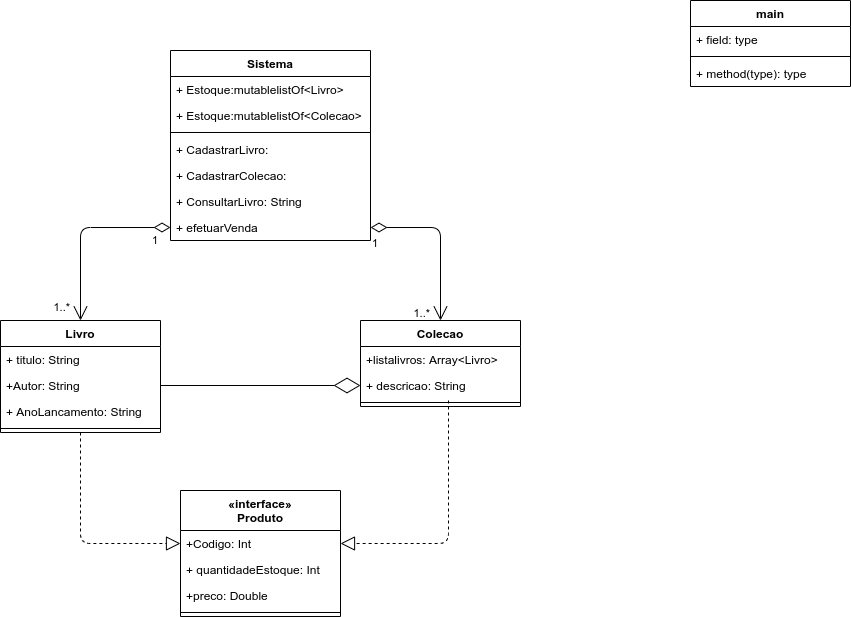 main
+ field: type
+ method(type): type
Sistema
+ Estoque:mutablelistOf<Livro>
+ Estoque:mutablelistOf<Colecao>
+ CadastrarLivro:
+ CadastrarColecao:
+ ConsultarLivro: String
+ efetuarVenda
1
1
1..*
1..*
Livro
+ titulo: String
+Autor: String
+ AnoLancamento: String
Colecao
+listalivros: Array<Livro>
+ descricao: String
«interface»
Produto
+Codigo: Int
+ quantidadeEstoque: Int
+preco: Double